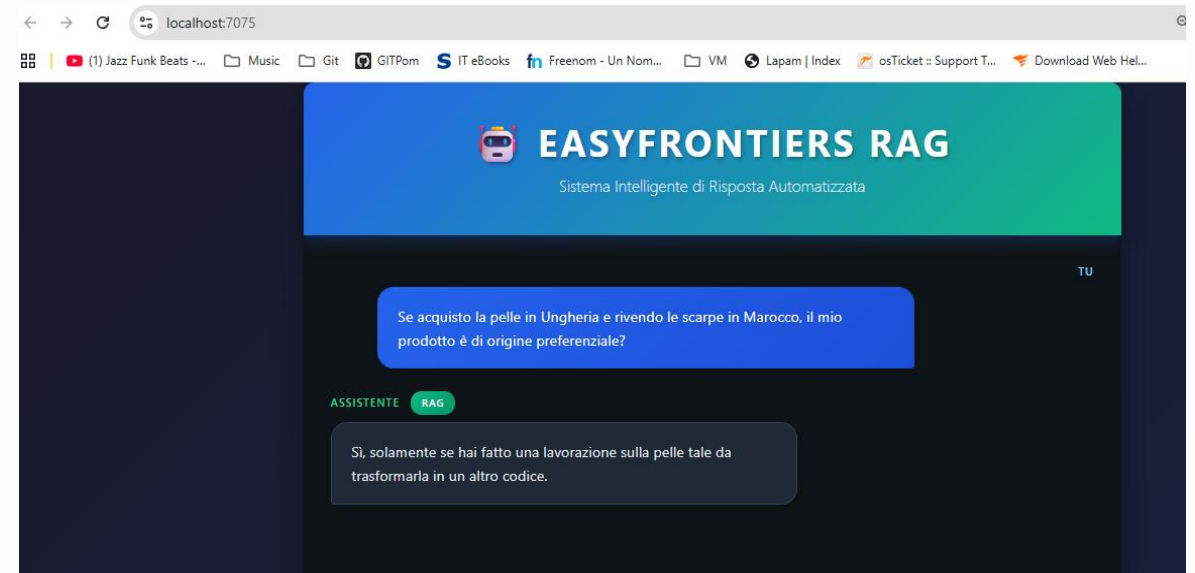 localhost:7075
(1) Jazz Funk Beats -... Music Git GITPom IT eBooks Freenom - Un Nom... VM Lapam | Index osTicket :: Support T... Download Web Hel...
EASYFRONTIERS RAG
Sistema Intelligente di Risposta Automatizzata
TU
Se acquisto la pelle in Ungheria e rivendo le scarpe in Marocco, il mio
prodotto è di origine preferenziale?
ASSISTENTE RAG
Sì, solamente se hai fatto una lavorazione sulla pelle tale da
trasformarla in un altro codice.